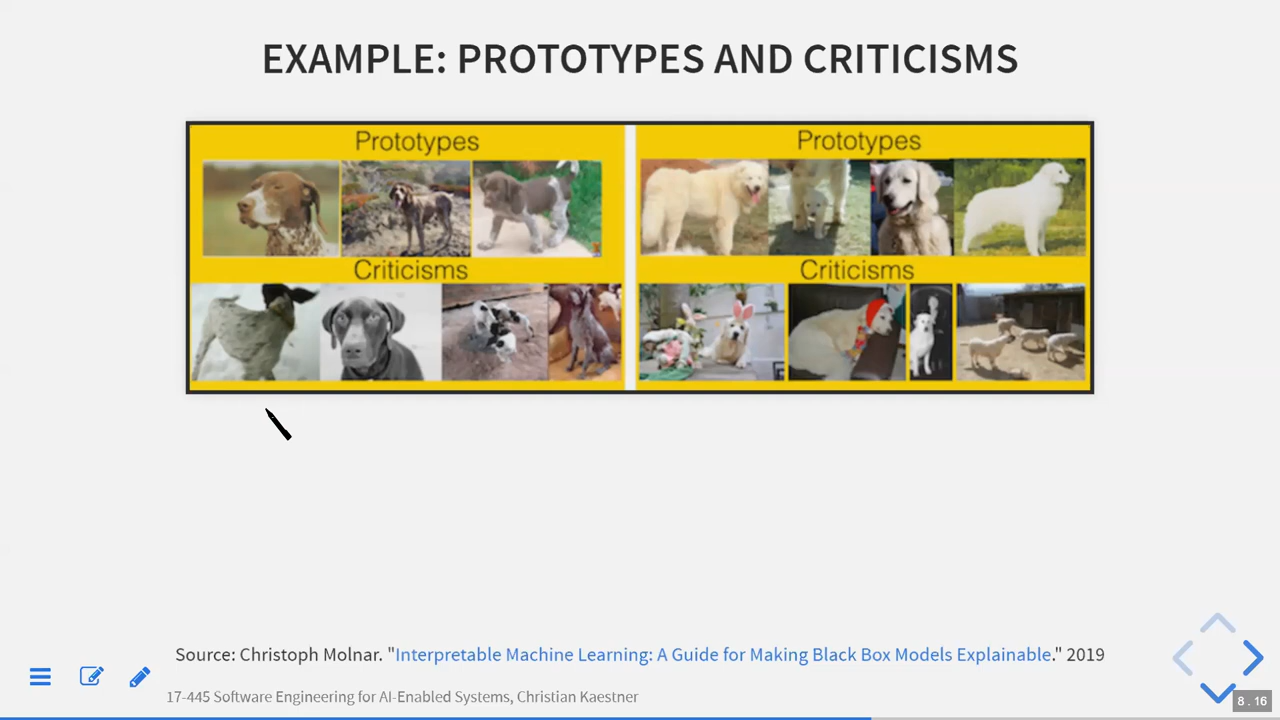 EXAMPLE: PROTOTYPES AND CRITICISMS
Prototypes
Prototypes
Criticisms
Criticisms
Source: Christoph Molnar. "Interpretable Machine Learning: A Guide for Making Black Box Models Explainable." 2019
17-445 Software Engineering for AI-Enabled Systems, Christian Kaestner
8 . 16